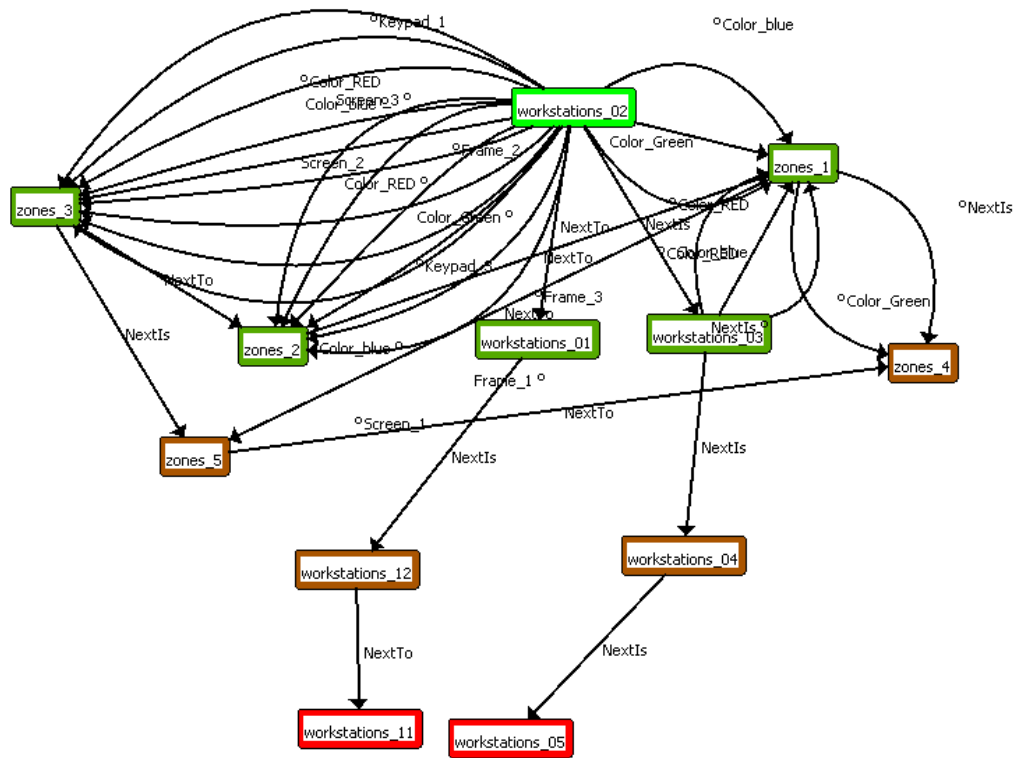 Keypad_1
Color_blue
Color_RED
Color_blue
Screen_3
workstations_02
Color_Green
Frame_2
Screen_2
zones_1
Color_RED
zones_3
Color_RED
NextIs
Color_Green
NextTo
NextIs
NextTo
Color_RED
Color_blue
Keypad_3
NextTo
Frame_3
Color_Green
NextTo
NextIs
NextIs
workstations_03
workstations_01
zones_2
Color_blue
zones_4
Frame_1
NextTo
Screen_1
NextIs
NextIs
zones_5
workstations_04
workstations_12
NextIs
NextTo
workstations_11
workstations_05